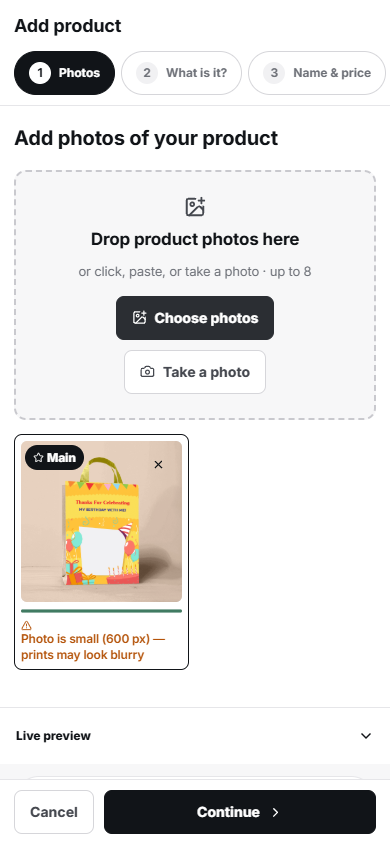 Add product
1 Photos
2 What is it?
3 Name & price
Add photos of your product
Drop product photos here
or click, paste, or take a photo · up to 8
Choose photos
Take a photo
Main
Thanks For Celebrating
MY BIRTHDAY WITH ME!
Photo is small (600 px) —
prints may look blurry
Live preview
Cancel
Continue